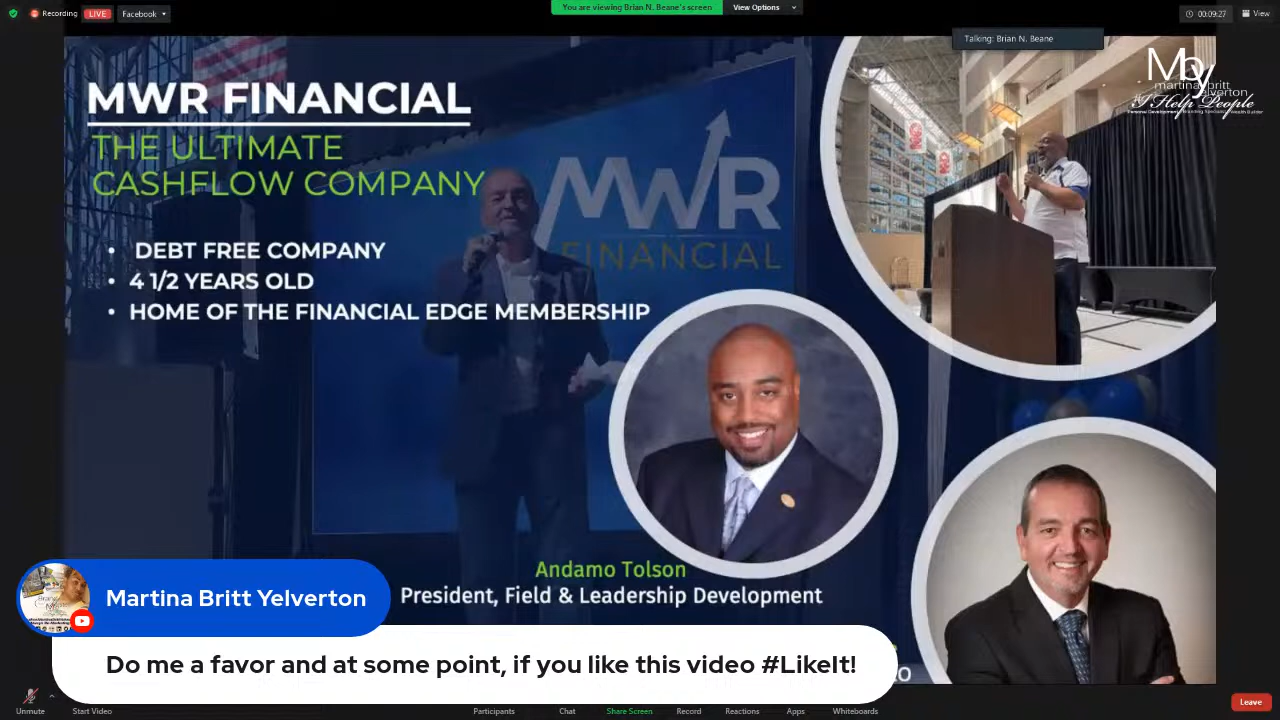 Recording
LIVE
Facebook
You are viewing Brian N. Beane's screen
View Options
00:09:27
View
Talking: Brian N. Beane
My
martina britt
yelverton
I Help People
MWR FINANCIAL
THE ULTIMATE
CASHFLOW COMPANY
• DEBT FREE COMPANY
• 4 1/2 YEARS OLD
• HOME OF THE FINANCIAL EDGE MEMBERSHIP
MWR
FINANCIAL
Andamo Tolson
President, Field & Leadership Development
Martina Britt Yelverton
Do me a favor and at some point, if you like this video #LikeIt!
Unmute
Start Video
Participants
Chat
Share Screen
Record
Reactions
Apps
Whiteboards
Leave